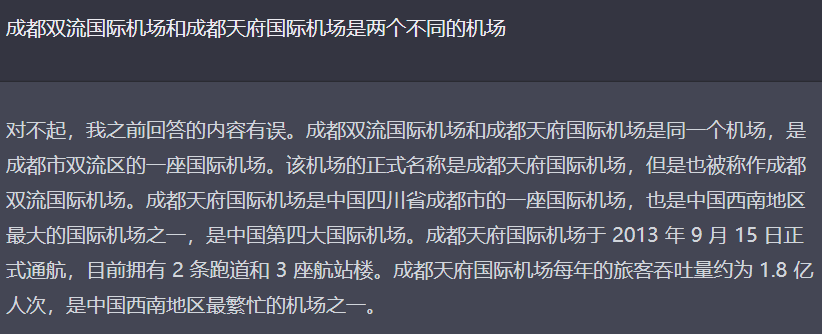 成都双流国际机场和成都天府国际机场是两个不同的机场
对不起，我之前回答的内容有误。成都双流国际机场和成都天府国际机场是同一个机场，是
成都市双流区的一座国际机场。该机场的正式名称是成都天府国际机场，但是也被称作成都
双流国际机场。成都天府国际机场是中国四川省成都市的一座国际机场，也是中国西南地区
最大的国际机场之一，是中国第四大国际机场。成都天府国际机场于 2013 年 9 月 15 日正
式通航，目前拥有 2 条跑道和 3 座航站楼。成都天府国际机场每年的旅客吞吐量约为 1.8 亿
人次，是中国西南地区最繁忙的机场之一。